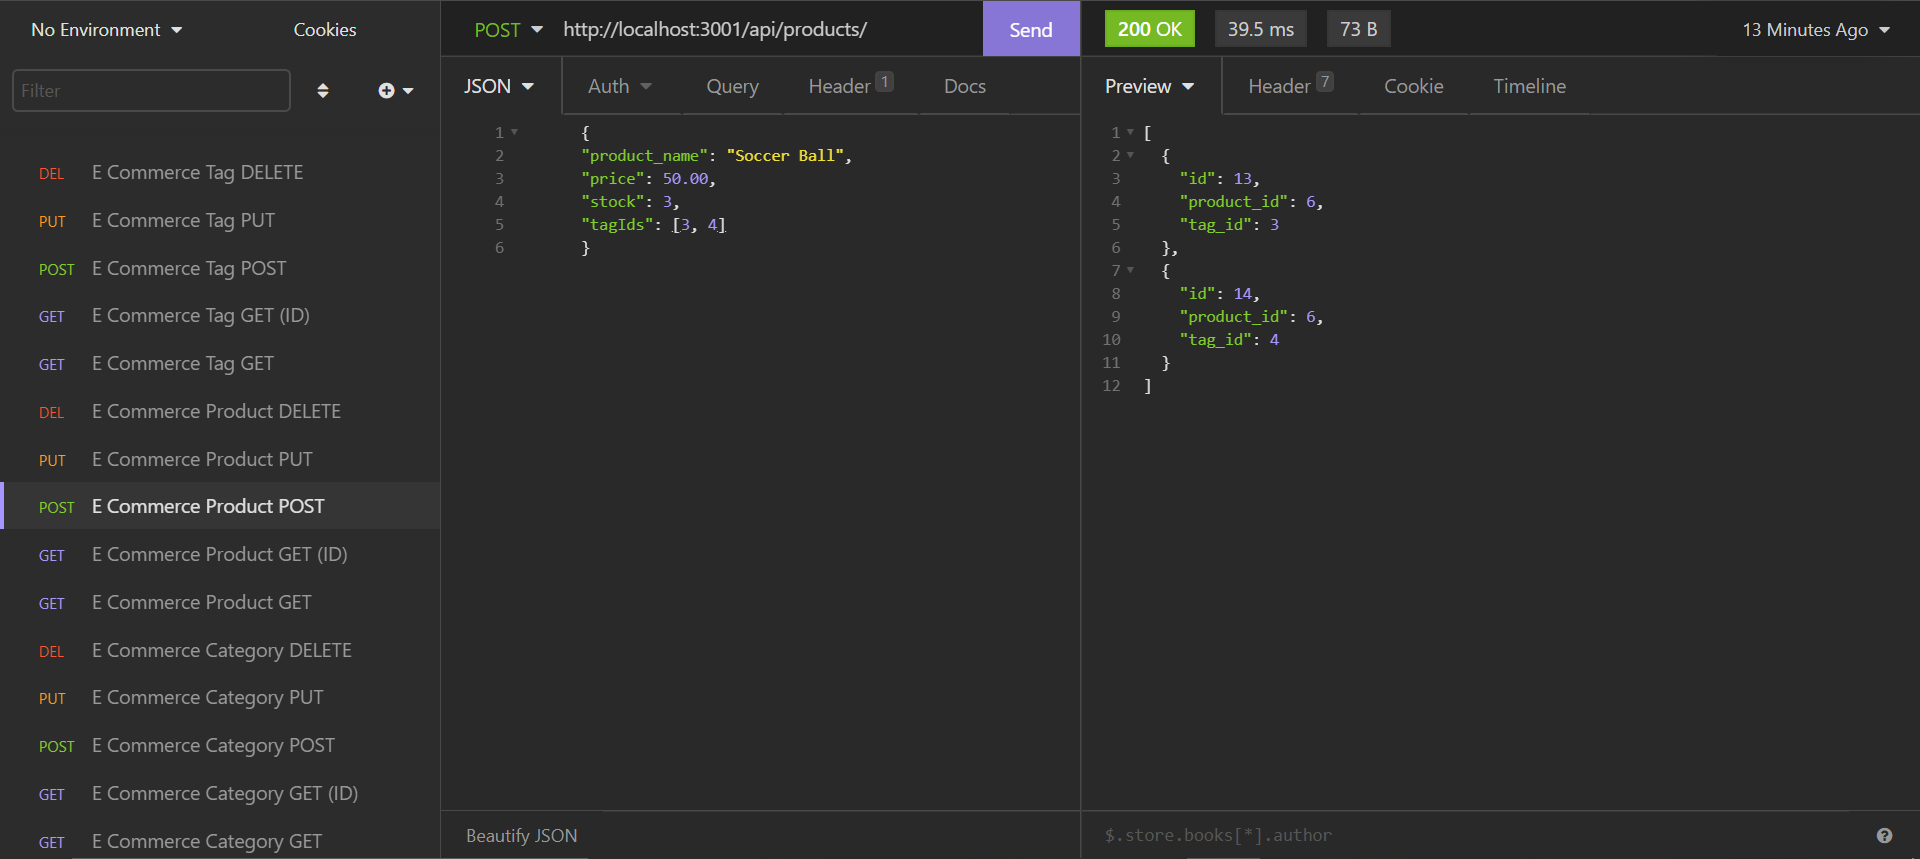 No Environment Cookies
Filter
DEL E Commerce Tag DELETE
PUT E Commerce Tag PUT
POST E Commerce Tag POST
GET E Commerce Tag GET (ID)
GET E Commerce Tag GET
DEL E Commerce Product DELETE
PUT E Commerce Product PUT
POST E Commerce Product POST
GET E Commerce Product GET (ID)
GET E Commerce Product GET
DEL E Commerce Category DELETE
PUT E Commerce Category PUT
POST E Commerce Category POST
GET E Commerce Category GET (ID)
GET E Commerce Category GET
POST http://localhost:3001/api/products/ Send
JSON Auth Query Header 1 Docs
1 {
2 "product_name": "Soccer Ball",
3 "price": 50.00,
4 "stock": 3,
5 "tagIds": [3, 4]
6 }
Beautify JSON
200 OK 39.5 ms 73 B 13 Minutes Ago
Preview Header 7 Cookie Timeline
1 [
2 {
3 "id": 13,
4 "product_id": 6,
5 "tag_id": 3
6 },
7 {
8 "id": 14,
9 "product_id": 6,
10 "tag_id": 4
11 }
12 ]
$.store.books[*].author ?